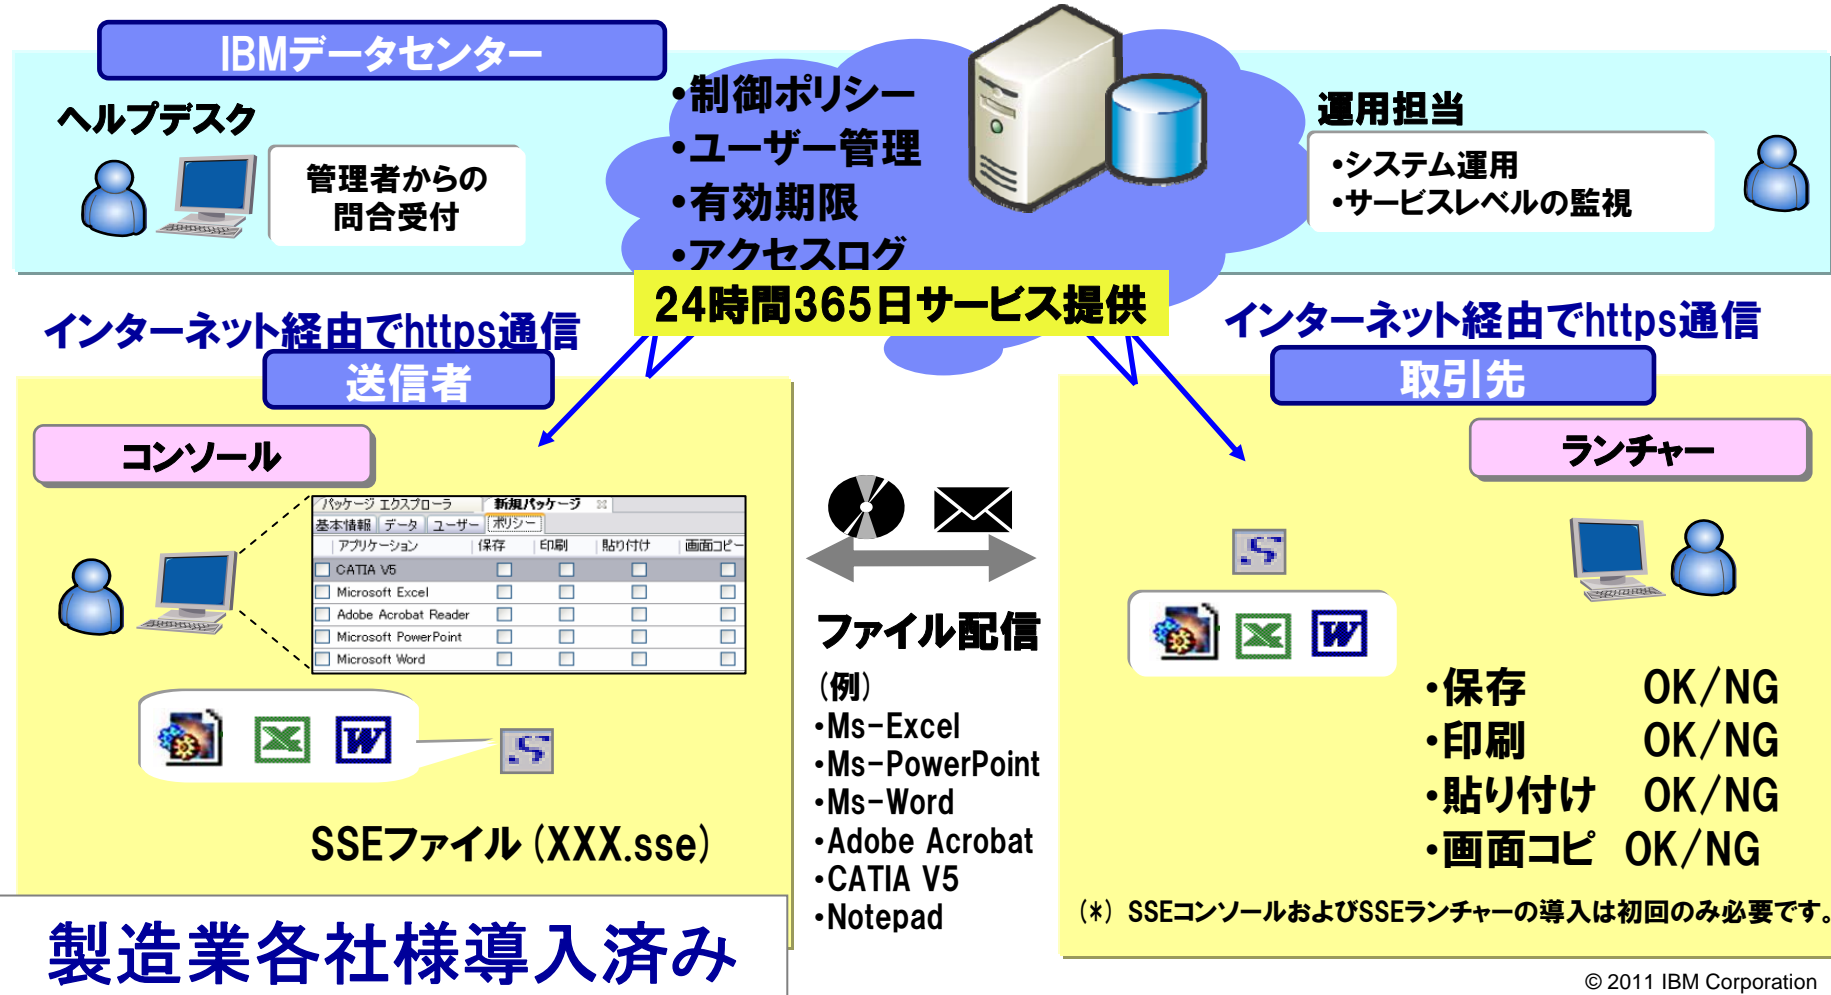 IBMデータセンター
ヘルプデスク
管理者からの
問合受付
・制御ポリシー
・ユーザー管理
・有効期限
・アクセスログ
運用担当
・システム運用
・サービスレベルの監視
24時間365日サービス提供
インターネット経由でhttps通信
インターネット経由でhttps通信
送信者
コンソール
パッケージ エクスプローラ 新規パッケージ
基本情報 データ ユーザー ポリシー
アプリケーション 保存 印刷 貼り付け 画面コピー
CATIA V5
Microsoft Excel
Adobe Acrobat Reader
Microsoft PowerPoint
Microsoft Word
SSEファイル(XXX.sse)
製造業各社様導入済み
ファイル配信
(例)
・Ms-Excel
・Ms-PowerPoint
・Ms-Word
・Adobe Acrobat
・CATIA V5
・Notepad
取引先
ランチャー
・保存 OK/NG
・印刷 OK/NG
・貼り付け OK/NG
・画面コピ OK/NG
(*) SSEコンソールおよびSSEランチャーの導入は初回のみ必要です。
© 2011 IBM Corporation